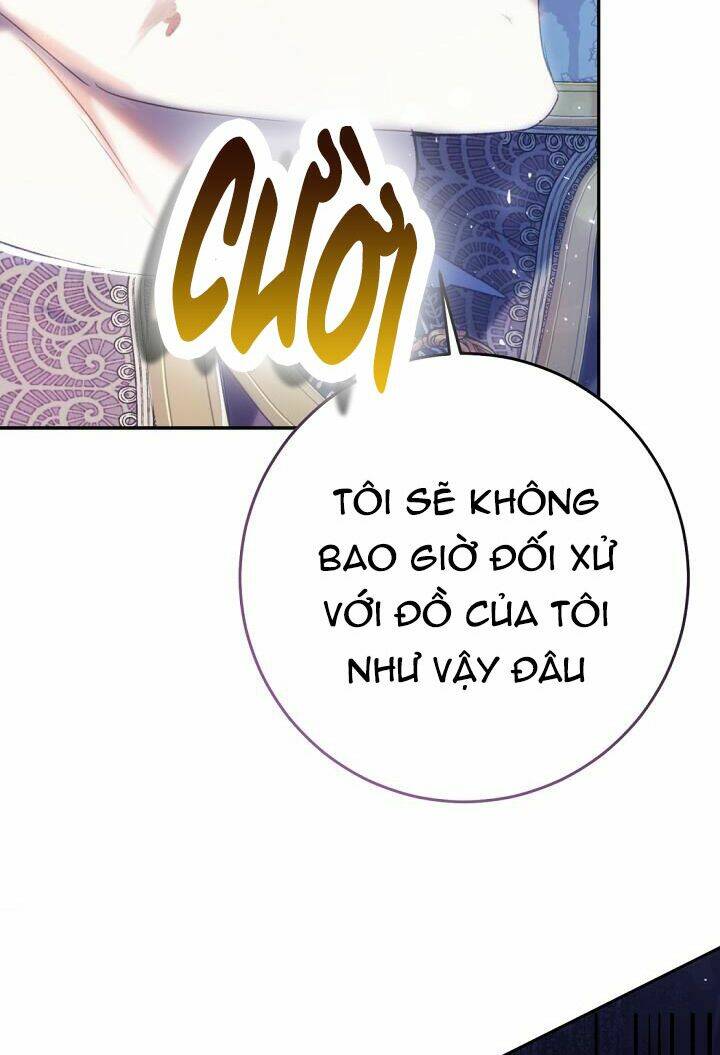 CƯỜI
TÔI SẼ KHÔNG
BAO GIỜ ĐỐI XỬ
VỚI ĐỒ CỦA TÔI
NHƯ VẬY ĐÂU